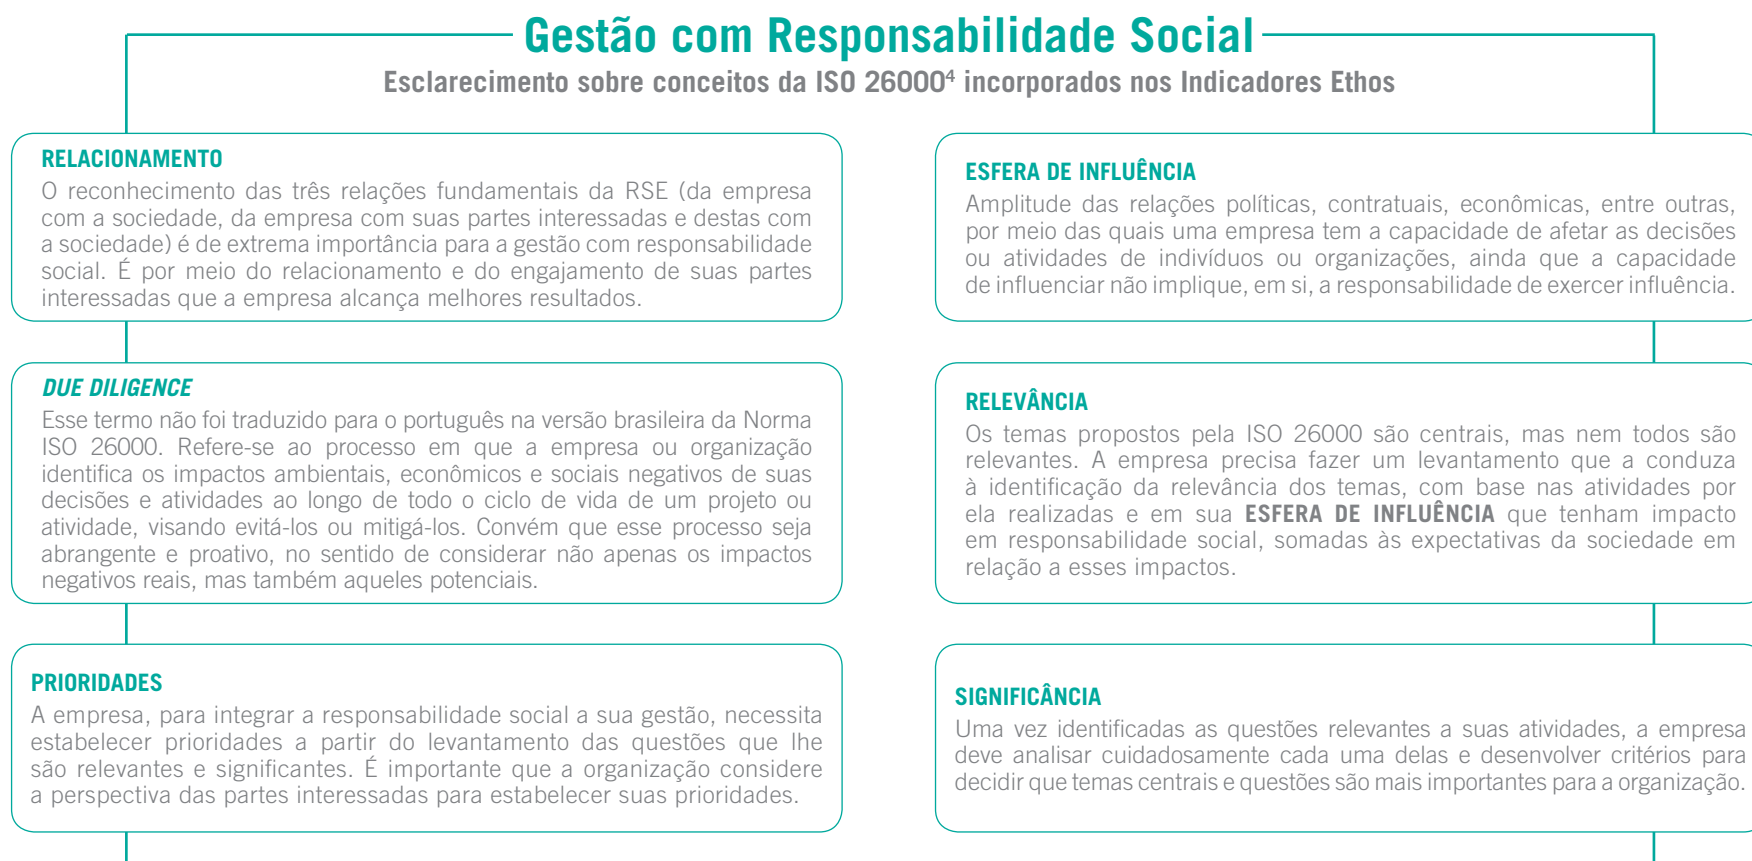 Gestão com Responsabilidade Social
Esclarecimento sobre conceitos da ISO 26000⁴ incorporados nos Indicadores Ethos
RELACIONAMENTO
O reconhecimento das três relações fundamentais da RSE (da empresa
com a sociedade, da empresa com suas partes interessadas e destas com
a sociedade) é de extrema importância para a gestão com responsabilidade
social. É por meio do relacionamento e do engajamento de suas partes
interessadas que a empresa alcança melhores resultados.
ESFERA DE INFLUÊNCIA
Amplitude das relações políticas, contratuais, econômicas, entre outras,
por meio das quais uma empresa tem a capacidade de afetar as decisões
ou atividades de indivíduos ou organizações, ainda que a capacidade
de influenciar não implique, em si, a responsabilidade de exercer influência.
DUE DILIGENCE
Esse termo não foi traduzido para o português na versão brasileira da Norma
ISO 26000. Refere-se ao processo em que a empresa ou organização
identifica os impactos ambientais, econômicos e sociais negativos de suas
decisões e atividades ao longo de todo o ciclo de vida de um projeto ou
atividade, visando evitá-los ou mitigá-los. Convém que esse processo seja
abrangente e proativo, no sentido de considerar não apenas os impactos
negativos reais, mas também aqueles potenciais.
RELEVÂNCIA
Os temas propostos pela ISO 26000 são centrais, mas nem todos são
relevantes. A empresa precisa fazer um levantamento que a conduza
à identificação da relevância dos temas, com base nas atividades por
ela realizadas e em sua ESFERA DE INFLUÊNCIA que tenham impacto
em responsabilidade social, somadas às expectativas da sociedade em
relação a esses impactos.
PRIORIDADES
A empresa, para integrar a responsabilidade social a sua gestão, necessita
estabelecer prioridades a partir do levantamento das questões que lhe
são relevantes e significantes. É importante que a organização considere
a perspectiva das partes interessadas para estabelecer suas prioridades.
SIGNIFICÂNCIA
Uma vez identificadas as questões relevantes a suas atividades, a empresa
deve analisar cuidadosamente cada uma delas e desenvolver critérios para
decidir que temas centrais e questões são mais importantes para a organização.